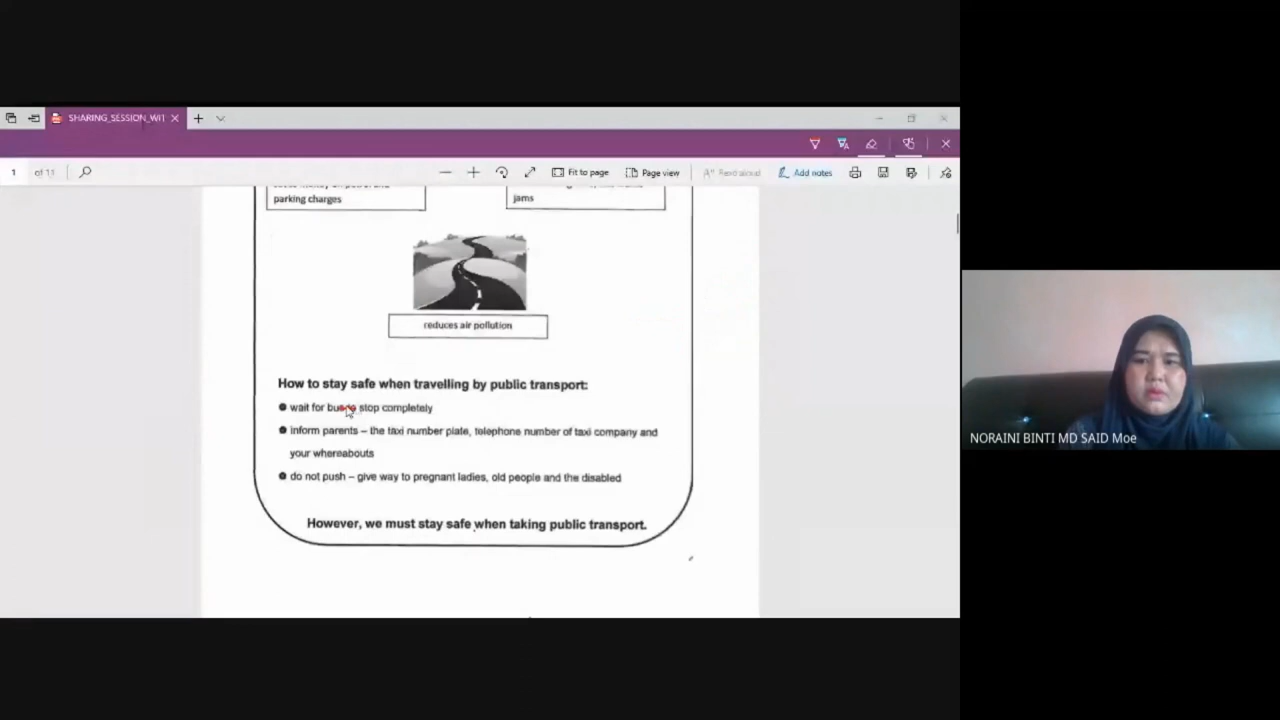 SHARING_SESSION_WIT
1 of 11
Fit to page
Page view
Read aloud
Add notes
parking charges
jams
reduces air pollution
How to stay safe when travelling by public transport:
wait for bus to stop completely
inform parents – the taxi number plate, telephone number of taxi company and
your whereabouts
do not push – give way to pregnant ladies, old people and the disabled
However, we must stay safe when taking public transport.
NORAINI BINTI MD SAID Moe